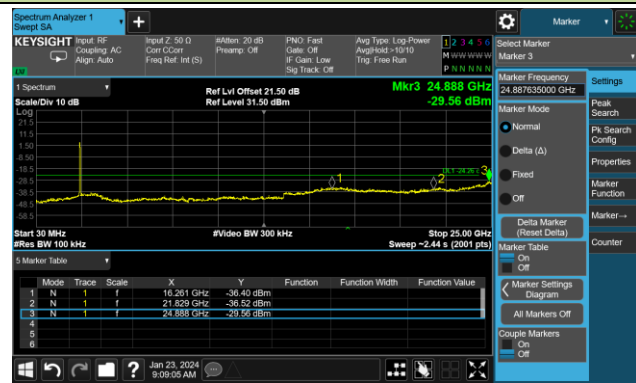 Spectrum Analyzer 1
Swept SA
+
Marker
KEYSIGHT
Input: RF
Coupling: AC
Align: Auto
Input Z: 50 Ω
Corr CCorr
Freq Ref: Int (S)
#Atten: 20 dB
Preamp: Off
PNO: Fast
Gate: Off
IF Gain: Low
Sig Track: Off
Avg Type: Log-Power
Avg|Hold:>10/10
Trig: Free Run
1 2 3 4 5 6
M W W W W W
P N N N N N
Select Marker
Marker 3
1 Spectrum
Scale/Div 10 dB
Ref Lvl Offset 21.50 dB
Ref Level 31.50 dBm
Mkr3 24.888 GHz
-29.56 dBm
Log
21.5
11.5
1.50
-8.50
-18.5
-28.5
-38.5
-48.5
-58.5
DL1 -24.26
1
2
3
Start 30 MHz
#Video BW 300 kHz
Stop 25.00 GHz
#Res BW 100 kHz
Sweep ~2.44 s (2001 pts)
5 Marker Table
Mode Trace Scale X Y Function Function Width Function Value
1 N 1 f 16.261 GHz -36.40 dBm
2 N 1 f 21.829 GHz -36.52 dBm
3 N 1 f 24.888 GHz -29.56 dBm
4
5
6
Marker Frequency
24.887635000 GHz
Marker Mode
Normal
Delta (Δ)
Fixed
Off
Delta Marker
(Reset Delta)
Marker Table
On
Off
Marker Settings
Diagram
All Markers Off
Couple Markers
On
Off
Settings
Peak
Search
Pk Search
Config
Properties
Marker
Function
Marker→
Counter
?
Jan 23, 2024
9:09:05 AM